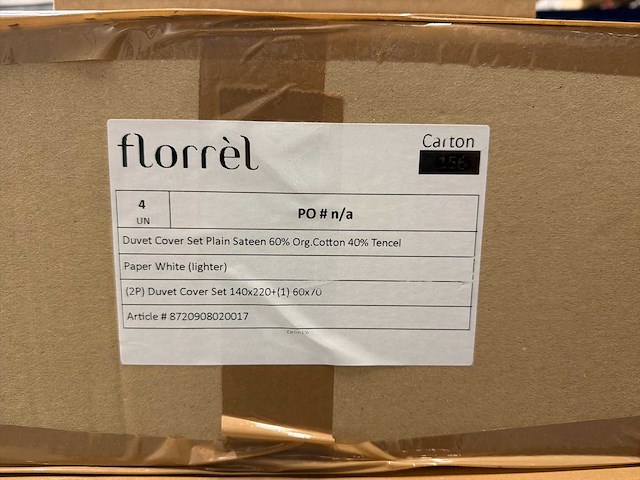 florrèl
Carton
156
4
UN
PO # n/a
Duvet Cover Set Plain Sateen 60% Org.Cotton 40% Tencel
Paper White (lighter)
(2P) Duvet Cover Set 140x220+(1) 60x70
Article # 8720908020017